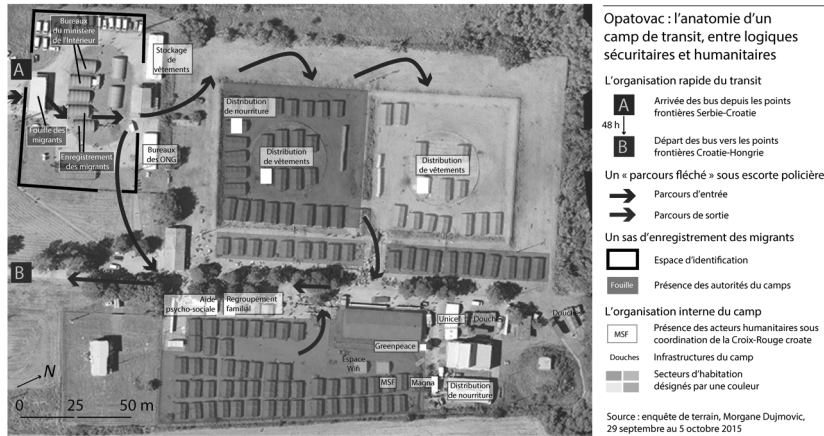 Bureaux
du ministère
de l'Intérieur
Stockage
de
vêtements
A
Fouille des
migrants
Enregistrement
des migrants
Bureaux
des ONG
Distribution
de nourriture
Distribution
de vêtements
Distribution
de vêtements
B
Aide
psycho-sociale
Regroupement
familial
Unicef
Douches
Douches
Greenpeace
Espace
Wifi
MSF
Magna
Distribution
de nourriture
N
0 25 50 m
Opatovac : l'anatomie d'un
camp de transit, entre logiques
sécuritaires et humanitaires
L'organisation rapide du transit
A Arrivée des bus depuis les points
frontières Serbie-Croatie
48 h
B Départ des bus vers les points
frontières Croatie-Hongrie
Un « parcours fléché » sous escorte policière
Parcours d'entrée
Parcours de sortie
Un sas d'enregistrement des migrants
Espace d'identification
Fouille Présence des autorités du camps
L'organisation interne du camp
MSF Présence des acteurs humanitaires sous
coordination de la Croix-Rouge croate
Douches Infrastructures du camp
Secteurs d'habitation
désignés par une couleur
Source : enquête de terrain, Morgane Dujmovic,
29 septembre au 5 octobre 2015